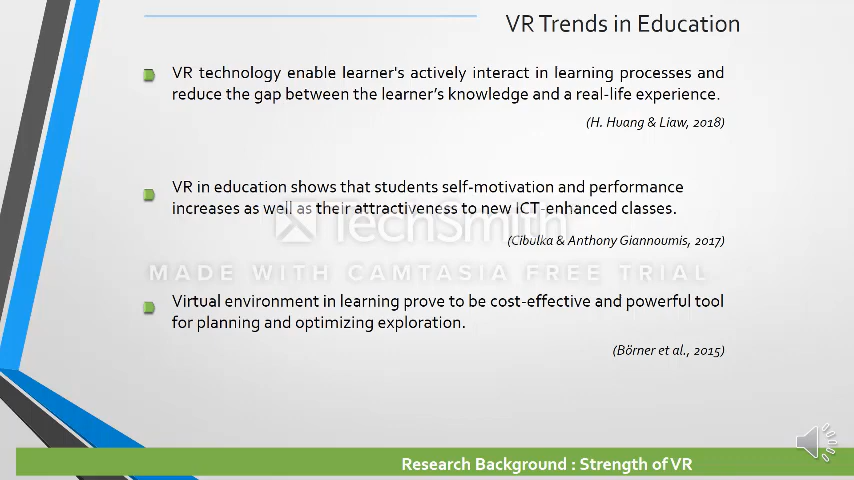 VR Trends in Education
VR technology enable learner's actively interact in learning processes and
reduce the gap between the learner's knowledge and a real-life experience.
(H. Huang & Liaw, 2018)
VR in education shows that students self-motivation and performance
increases as well as their attractiveness to new ICT-enhanced classes.
TechSmith
(Cibulka & Anthony Giannoumis, 2017)
MADE WITH CAMTASIA FREE TRIAL
Virtual environment in learning prove to be cost-effective and powerful tool
for planning and optimizing exploration.
(Börner et al., 2015)
Research Background : Strength of VR